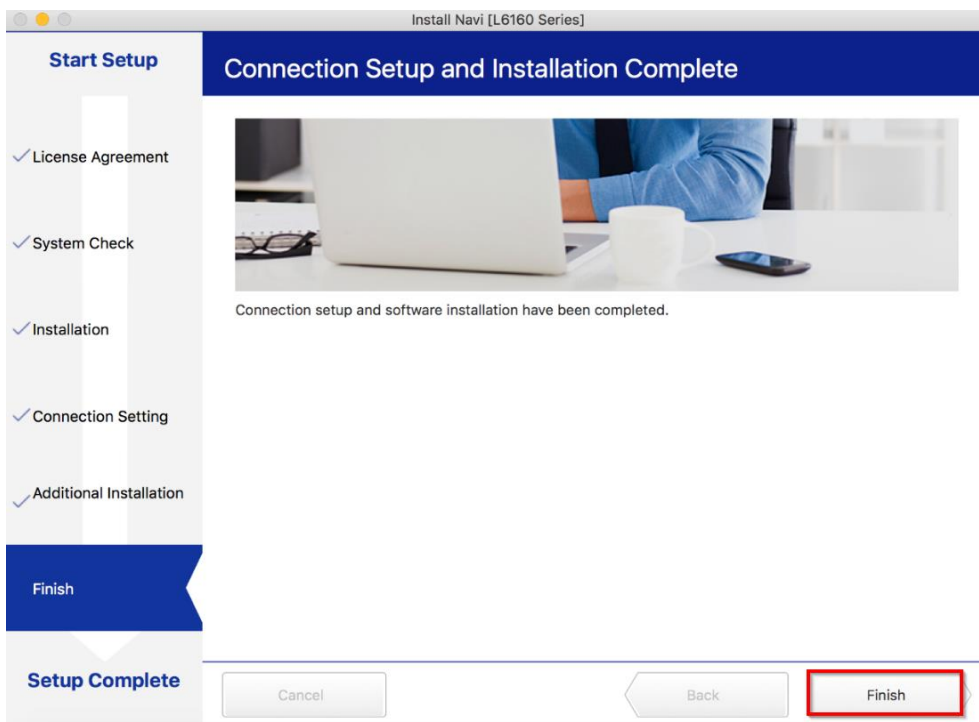 Install Navi [L6160 Series]
Start Setup
Connection Setup and Installation Complete
License Agreement
System Check
Installation
Connection Setting
Additional Installation
Finish
Setup Complete
Connection setup and software installation have been completed.
Cancel
Back
Finish